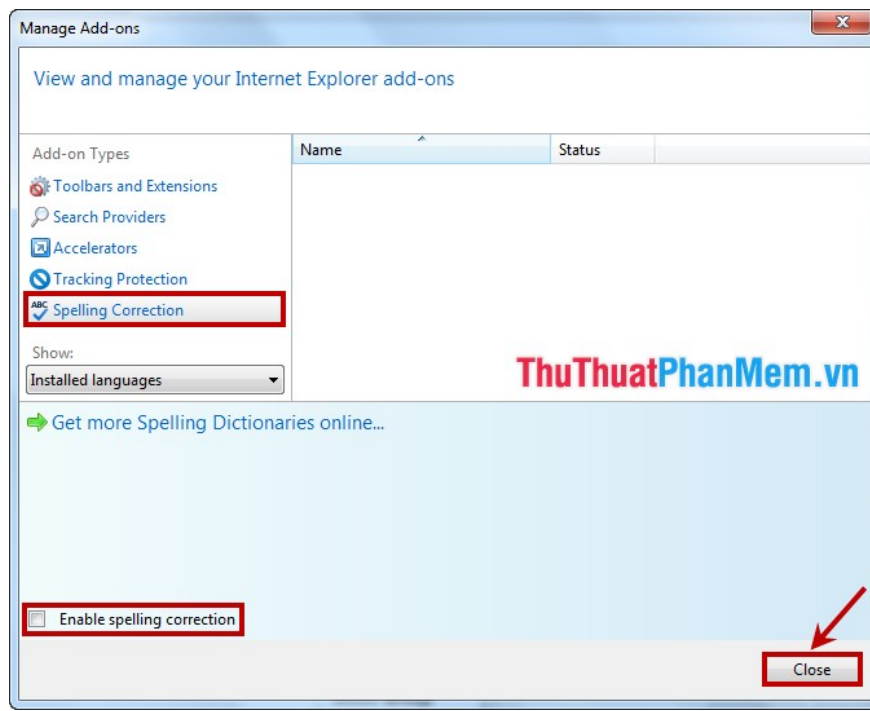 Manage Add-ons
x
View and manage your Internet Explorer add-ons
Add-on Types
Name
Status
Toolbars and Extensions
Search Providers
Accelerators
Tracking Protection
ABC
Spelling Correction
Show:
Installed languages
ThuThuatPhanMem.vn
Get more Spelling Dictionaries online...
Enable spelling correction
Close